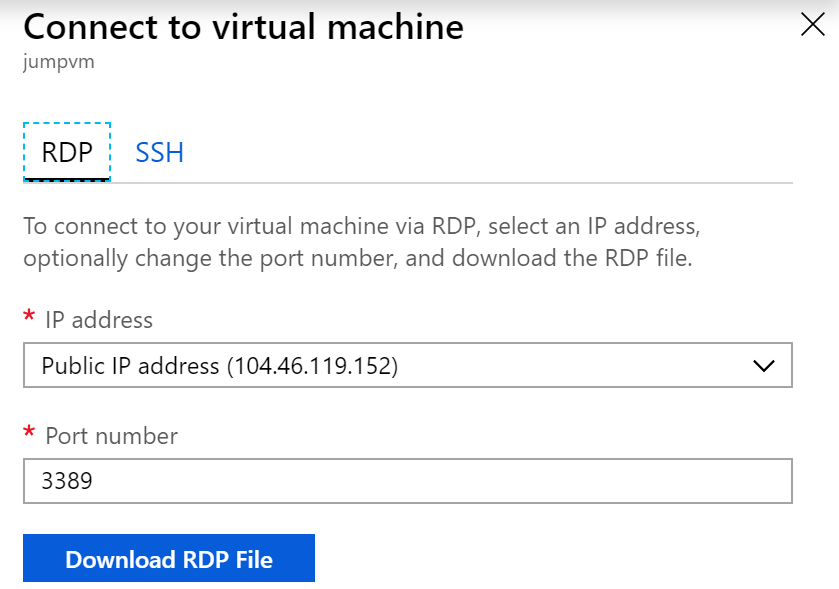 Connect to virtual machine
jumpvm
RDP SSH
To connect to your virtual machine via RDP, select an IP address,
optionally change the port number, and download the RDP file.
* IP address
Public IP address (104.46.119.152)
* Port number
3389
Download RDP File